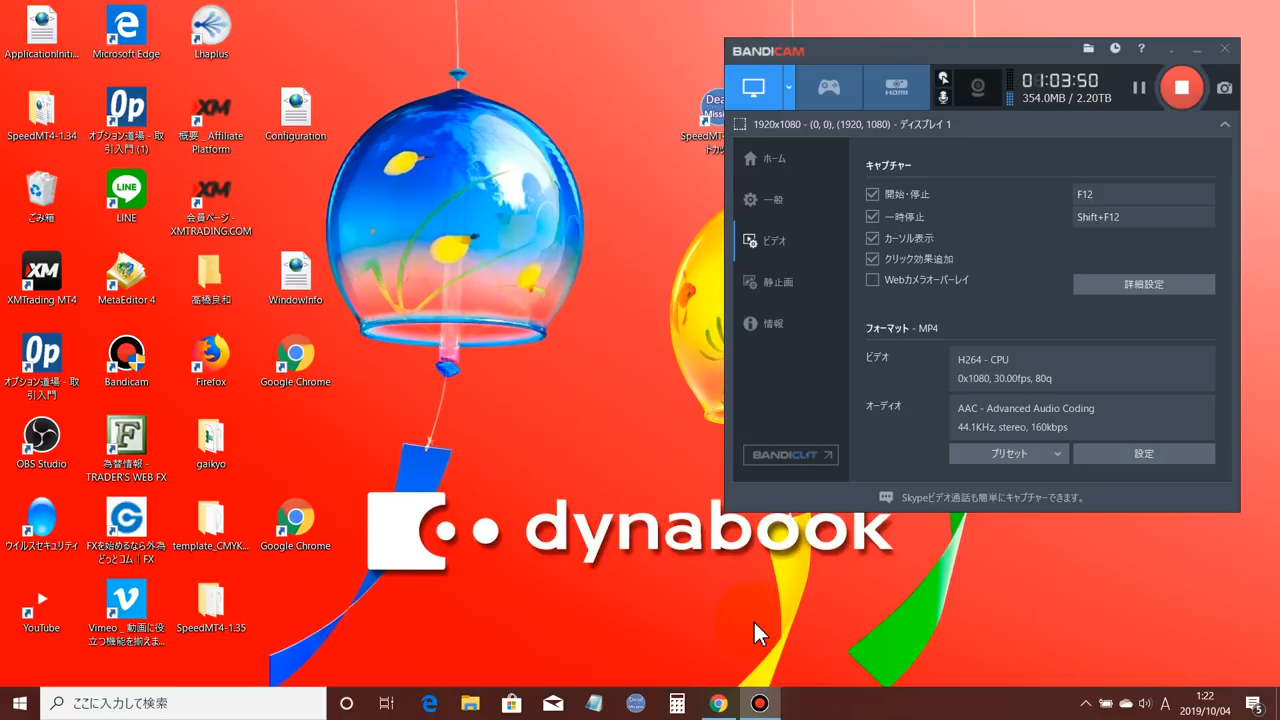 ApplicationIniti...
Microsoft Edge
Lhaplus
SpeedMT4-1.34
オプション道場 - 取
引入門 (1)
XM
概要 _ Affiliate
Platform
Configuration
ごみ箱
LINE
LINE
XM
会員ページ -
XMTRADING.COM
XM
XMTrading MT4
MetaEditor 4
高橋良和
WindowInfo
Op
Op
オプション道場 - 取
引入門
Bandicam
Firefox
Google Chrome
OBS Studio
F
為替情報 -
TRADER'S WEB FX
gaikyo
ウイルスセキュリティ
FXを始めるなら外為
どっとコム｜FX
template_CMYK...
Google Chrome
YouTube
Vimeo _ 動画に役
立つ機能を揃えま...
SpeedMT4-1.35
dynabook
BANDICAM
?
HDMI
01:03:50
354.0MB / 2.20TB
1920x1080 - (0, 0), (1920, 1080) - ディスプレイ 1
ホーム
一般
ビデオ
静止画
情報
BANDICUT
キャプチャー
開始・停止
F12
一時停止
Shift+F12
カーソル表示
クリック効果追加
Webカメラオーバーレイ
詳細設定
フォーマット - MP4
ビデオ
H264 - CPU
0x1080, 30.00fps, 80q
オーディオ
AAC - Advanced Audio Coding
44.1KHz, stereo, 160kbps
プリセット
設定
Skypeビデオ通話も簡単にキャプチャーできます。
ここに入力して検索
A
1:22
2019/10/04
5